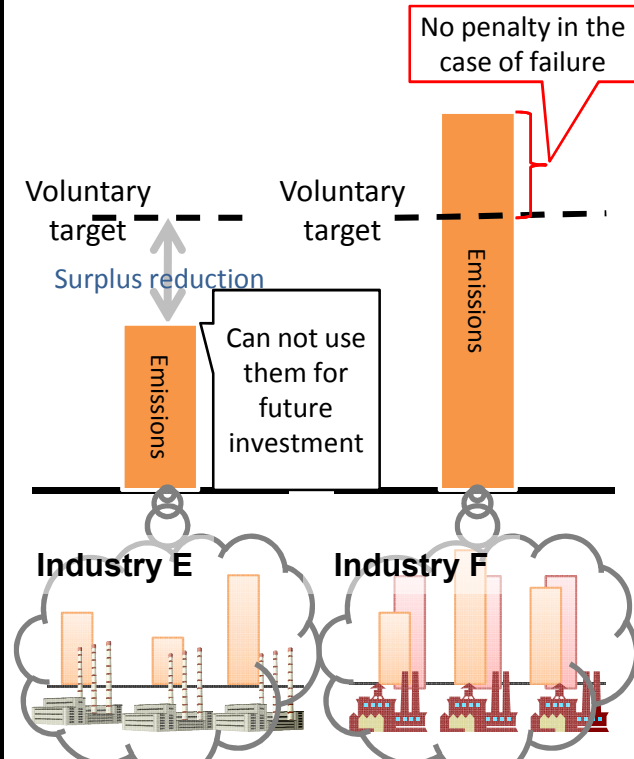 No penalty in the
case of failure
Voluntary
target
Voluntary
target
Surplus reduction
Emissions
Can not use
them for
future
investment
Emissions
Industry E
Industry F